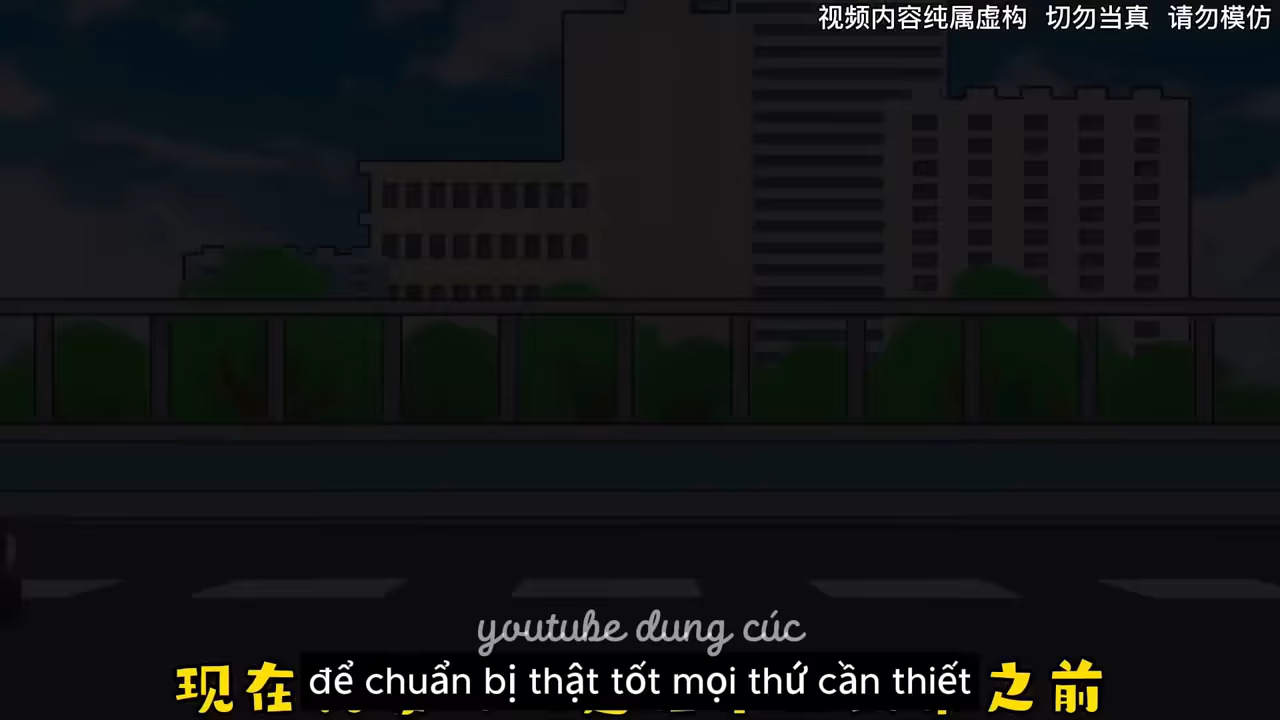 视频内容纯属虚构 切勿当真 请勿模仿
youtube dung cúc
để chuẩn bị thật tốt mọi thứ cần thiết
现在 之前